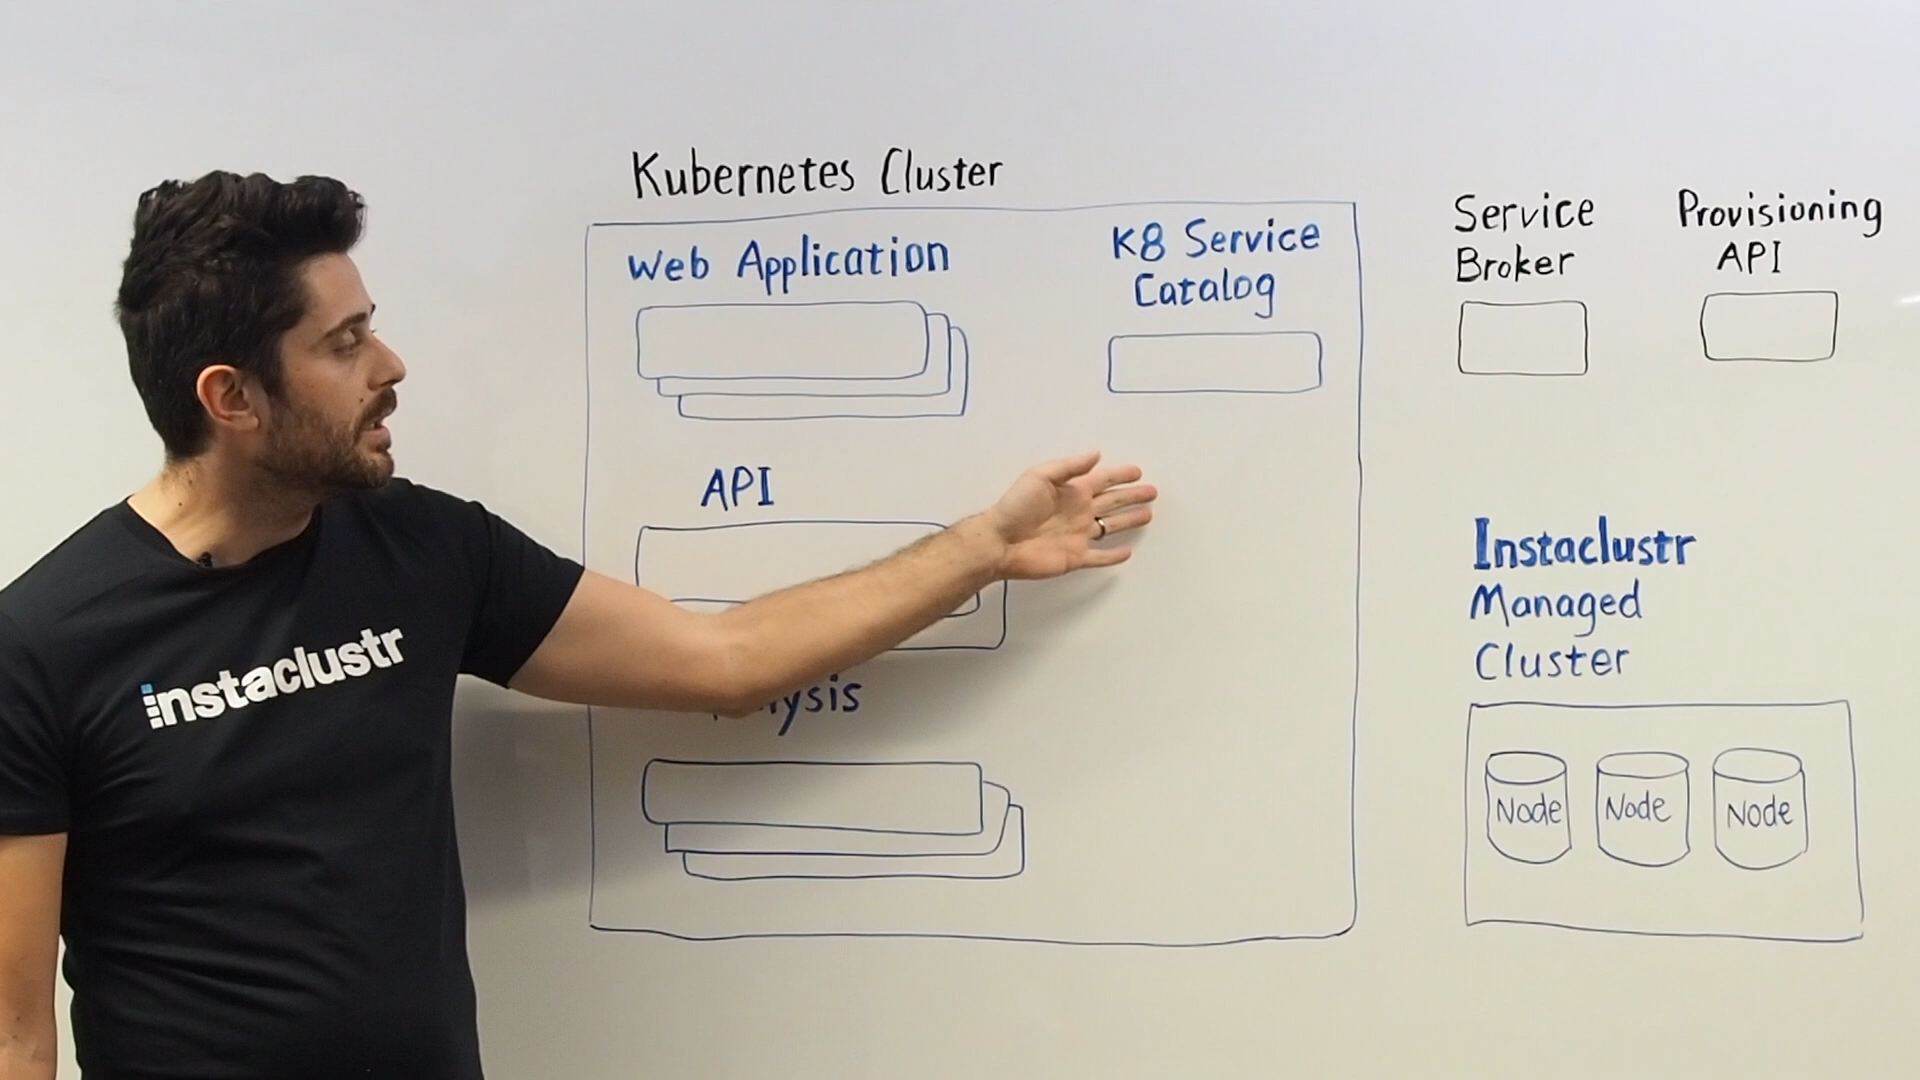 Kubernetes Cluster
Web Application
K8 Service
Catalog
API
Service
Broker
Provisioning
API
Instaclustr
Managed
Cluster
Node
Node
Node
instaclustr